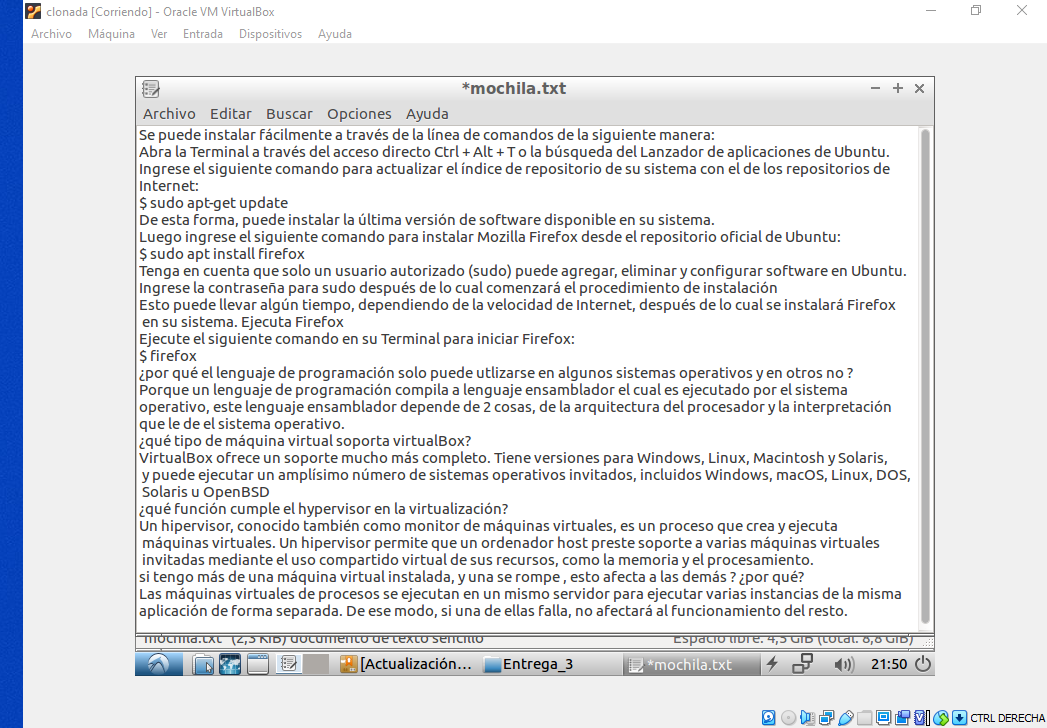 clonada [Corriendo] - Oracle VM VirtualBox
Archivo Máquina Ver Entrada Dispositivos Ayuda
*mochila.txt
Archivo Editar Buscar Opciones Ayuda
Se puede instalar fácilmente a través de la línea de comandos de la siguiente manera:
Abra la Terminal a través del acceso directo Ctrl + Alt + T o la búsqueda del Lanzador de aplicaciones de Ubuntu.
Ingrese el siguiente comando para actualizar el índice de repositorio de su sistema con el de los repositorios de
Internet:
$ sudo apt-get update
De esta forma, puede instalar la última versión de software disponible en su sistema.
Luego ingrese el siguiente comando para instalar Mozilla Firefox desde el repositorio oficial de Ubuntu:
$ sudo apt install firefox
Tenga en cuenta que solo un usuario autorizado (sudo) puede agregar, eliminar y configurar software en Ubuntu.
Ingrese la contraseña para sudo después de lo cual comenzará el procedimiento de instalación
Esto puede llevar algún tiempo, dependiendo de la velocidad de Internet, después de lo cual se instalará Firefox
en su sistema. Ejecuta Firefox
Ejecute el siguiente comando en su Terminal para iniciar Firefox:
$ firefox
¿por qué el lenguaje de programación solo puede utlizarse en algunos sistemas operativos y en otros no ?
Porque un lenguaje de programación compila a lenguaje ensamblador el cual es ejecutado por el sistema
operativo, este lenguaje ensamblador depende de 2 cosas, de la arquitectura del procesador y la interpretación
que le de el sistema operativo.
¿qué tipo de máquina virtual soporta virtualBox?
VirtualBox ofrece un soporte mucho más completo. Tiene versiones para Windows, Linux, Macintosh y Solaris,
y puede ejecutar un amplísimo número de sistemas operativos invitados, incluidos Windows, macOS, Linux, DOS,
Solaris u OpenBSD
¿qué función cumple el hypervisor en la virtualización?
Un hipervisor, conocido también como monitor de máquinas virtuales, es un proceso que crea y ejecuta
máquinas virtuales. Un hipervisor permite que un ordenador host preste soporte a varias máquinas virtuales
invitadas mediante el uso compartido virtual de sus recursos, como la memoria y el procesamiento.
si tengo más de una máquina virtual instalada, y una se rompe , esto afecta a las demás ? ¿por qué?
Las máquinas virtuales de procesos se ejecutan en un mismo servidor para ejecutar varias instancias de la misma
aplicación de forma separada. De ese modo, si una de ellas falla, no afectará al funcionamiento del resto.
"mochila.txt" (2,3 KiB) documento de texto sencillo Espacio libre: 4,5 GiB (total: 8,8 GiB)
[Actualización... Entrega_3 *mochila.txt 21:50
CTRL DERECHA